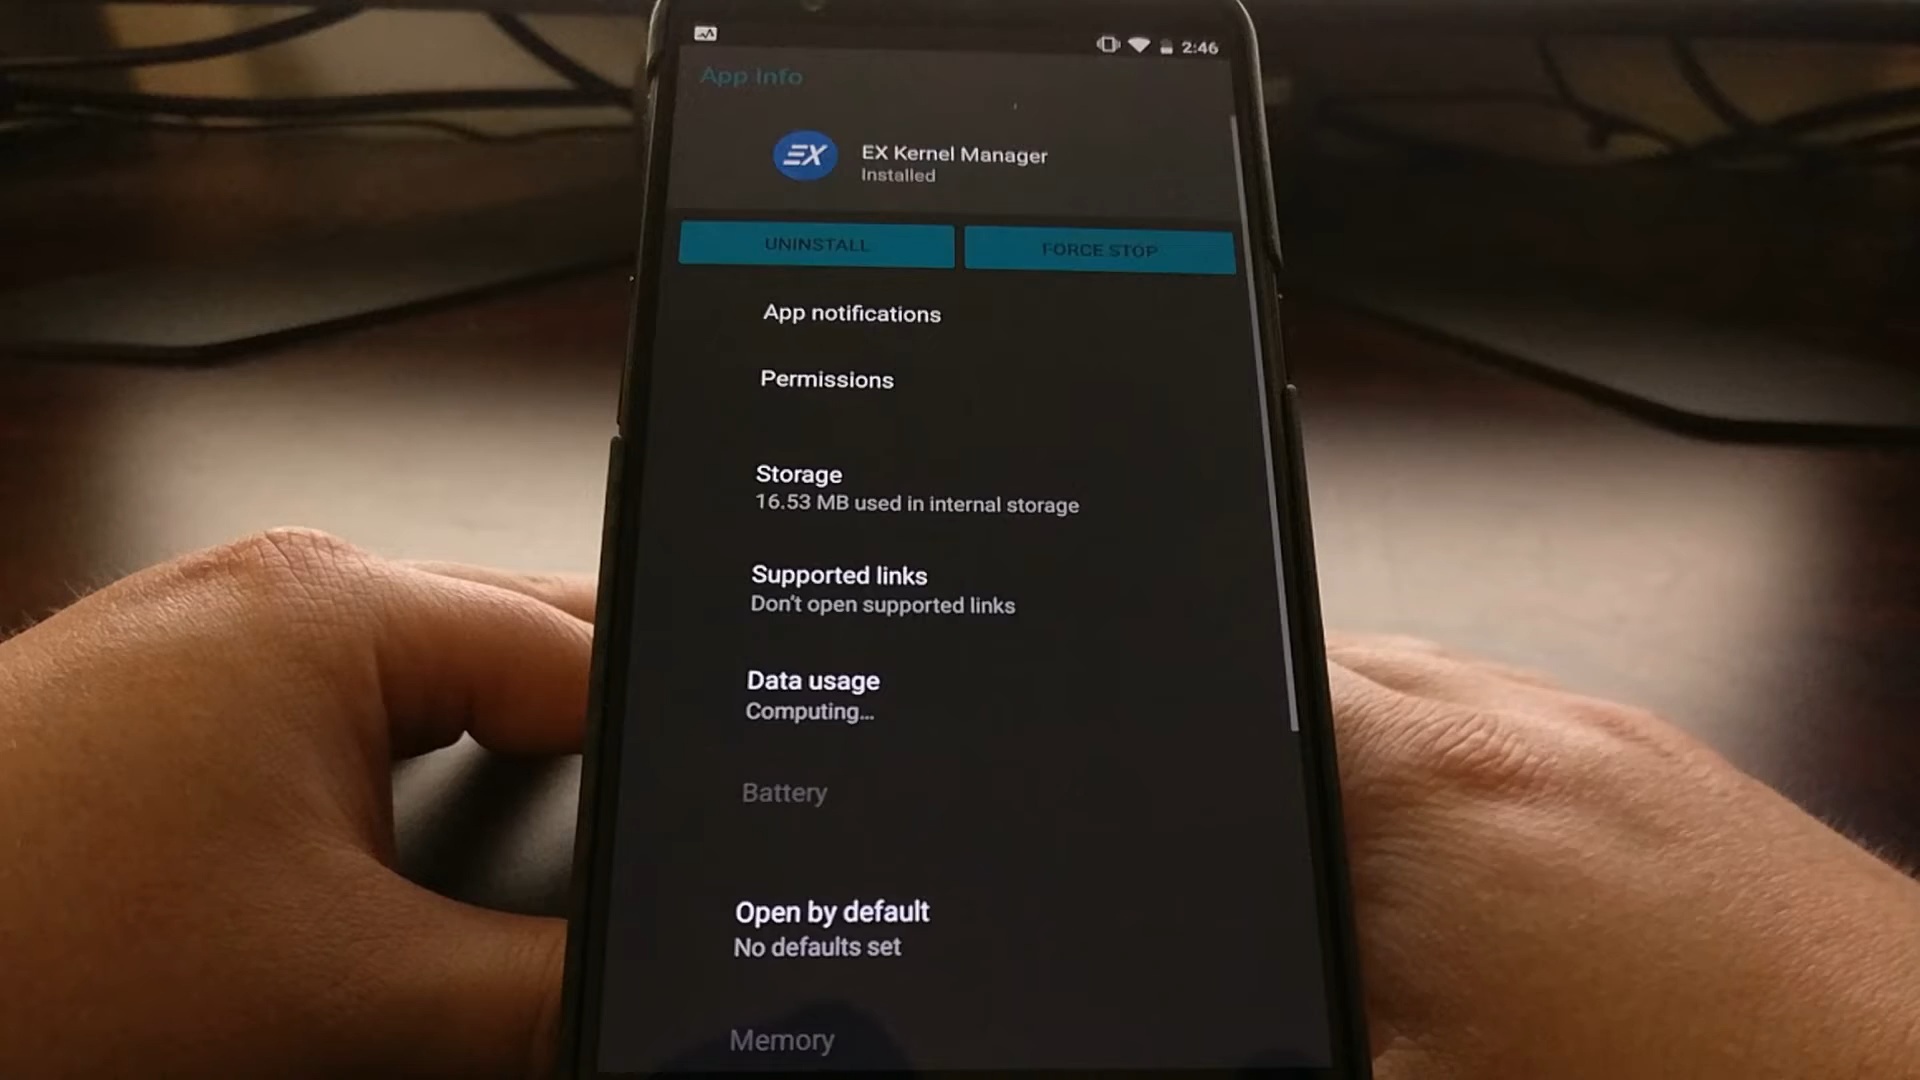 2:46
App info
EX
EX Kernel Manager
Installed
UNINSTALL
FORCE STOP
App notifications
Permissions
Storage
16.53 MB used in internal storage
Supported links
Don't open supported links
Data usage
Computing...
Battery
Open by default
No defaults set
Memory